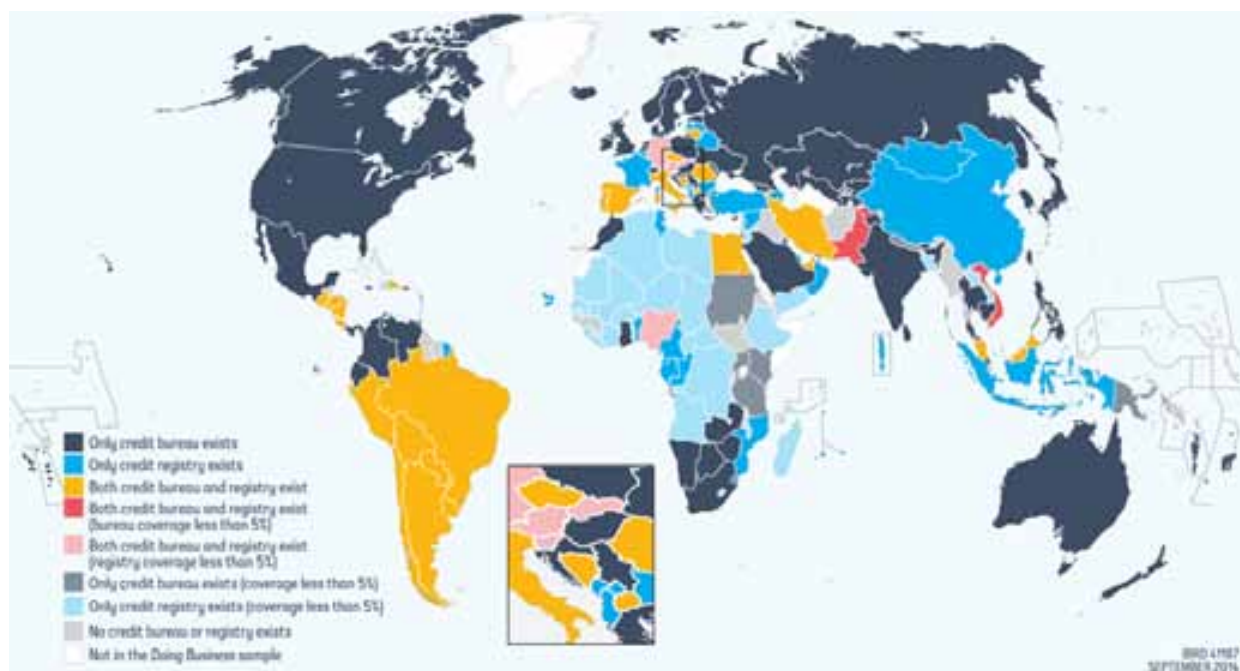 Only credit bureau exists
Only credit registry exists
Both credit bureau and registry exist
Both credit bureau and registry exist
(bureau coverage less than 5%)
Both credit bureau and registry exist
(registry coverage less than 5%)
Only credit bureau exists (coverage less than 5%)
Only credit registry exists (coverage less than 5%)
No credit bureau or registry exists
Not in the Doing Business sample
IBRD
SEPTEMBER